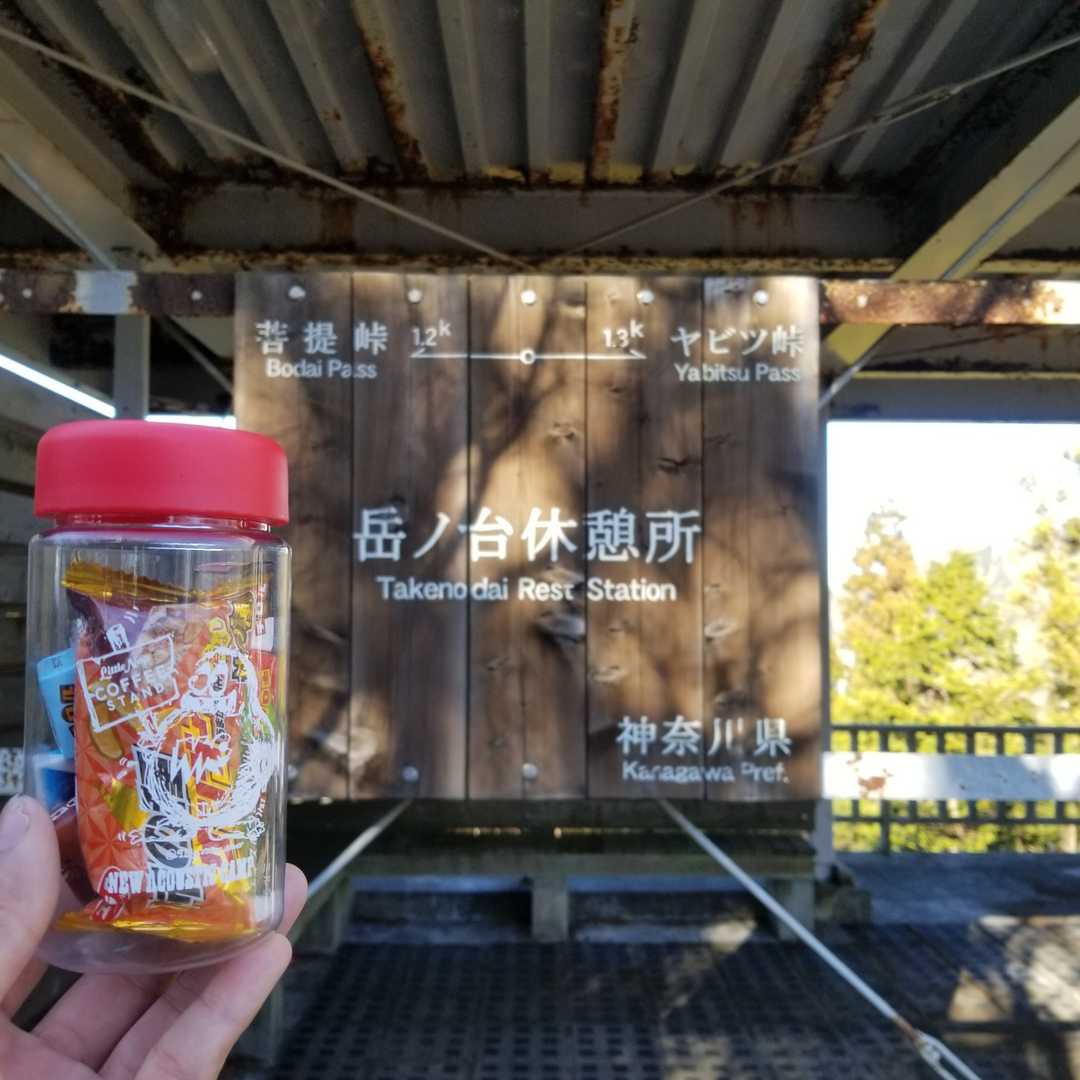 菩提峠 1.2K 1.3K ヤビツ峠
Bodai Pass Yabitsu Pass
岳ノ台休憩所
Takenodai Rest Station
神奈川県
Kanagawa Pref.
Little
COFFEE
STAND
NEW ACOUSTIC CAMP